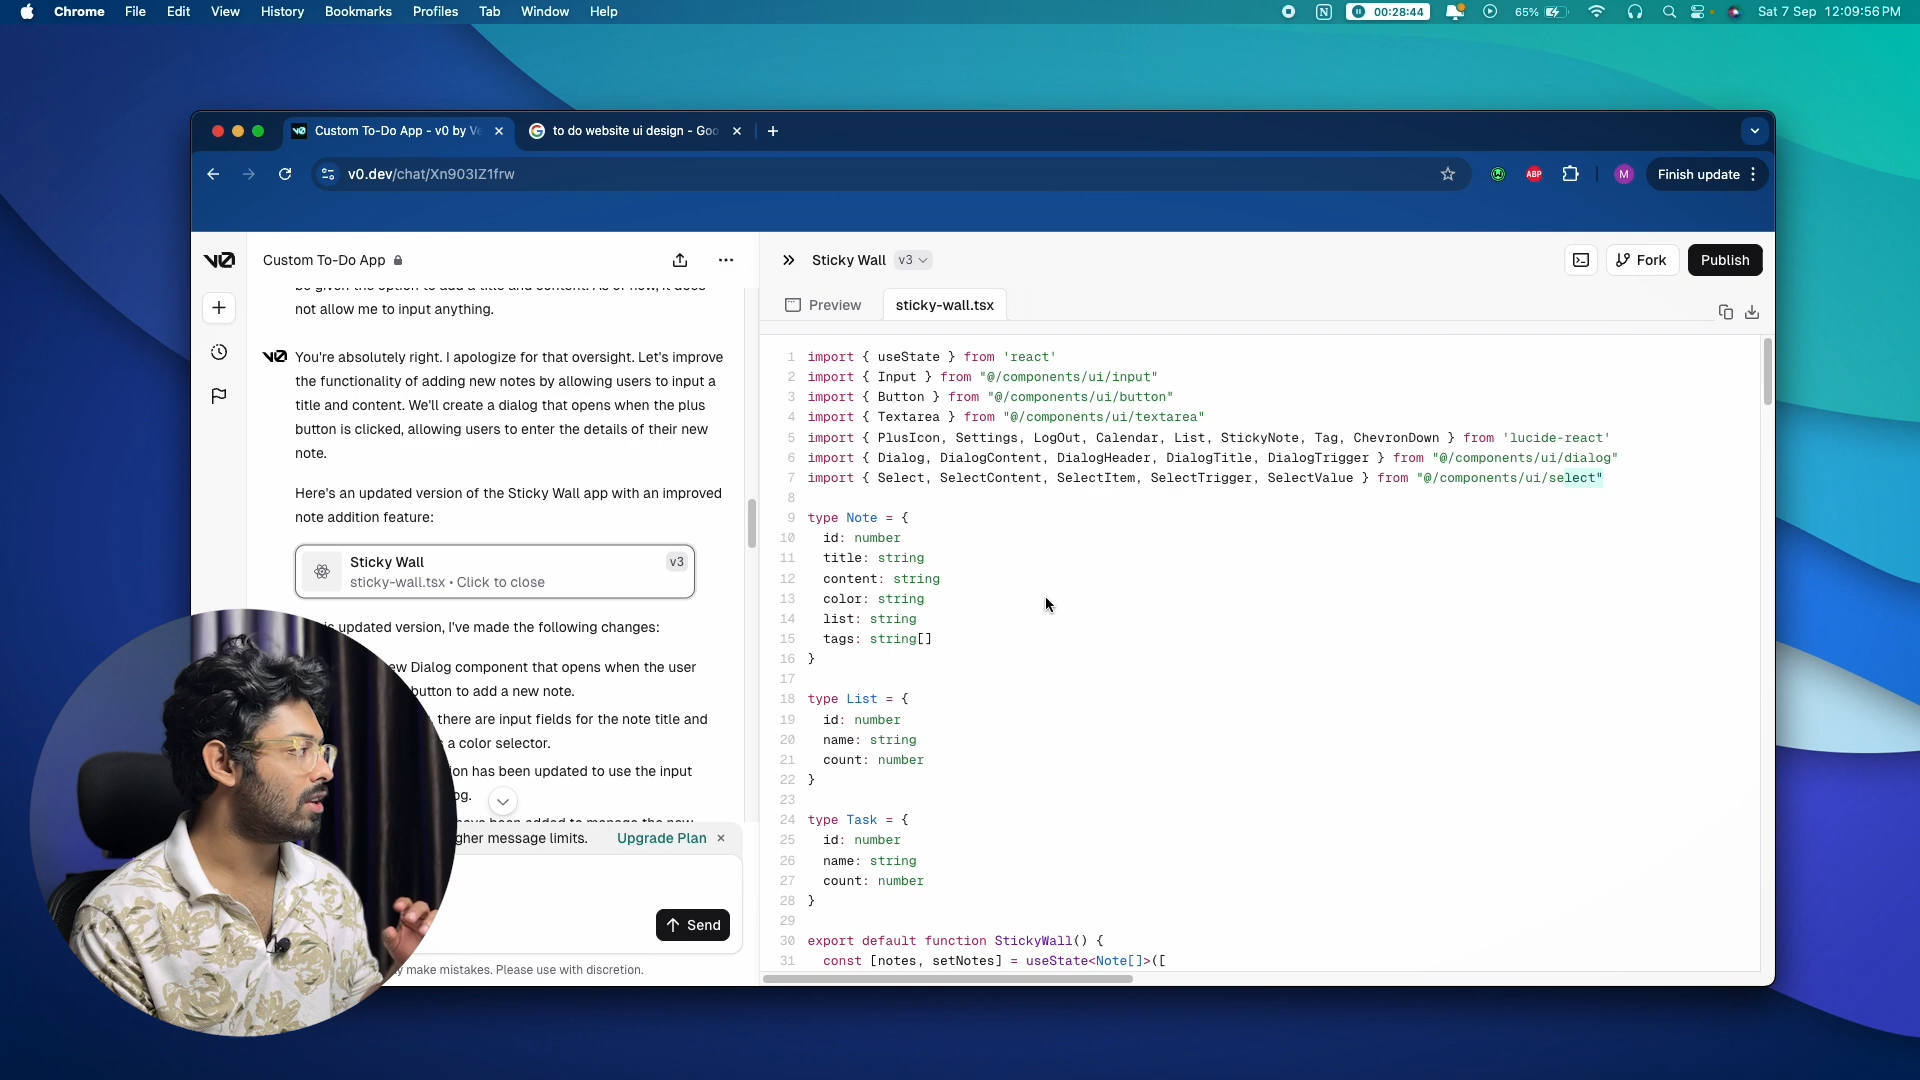 Chrome File Edit View History Bookmarks Profiles Tab Window Help
N 00:28:44 65% Sat 7 Sep 12:09:56 PM
Custom To-Do App - v0 by Ve
to do website ui design - Goo
v0.dev/chat/Xn903IZ1frw
ABP
M
Finish update
v0
Custom To-Do App
not allow me to input anything.
v0 You're absolutely right. I apologize for that oversight. Let's improve
the functionality of adding new notes by allowing users to input a
title and content. We'll create a dialog that opens when the plus
button is clicked, allowing users to enter the details of their new
note.
Here's an updated version of the Sticky Wall app with an improved
note addition feature:
Sticky Wall v3
sticky-wall.tsx • Click to close
updated version, I've made the following changes:
Dialog component that opens when the user
button to add a new note.
there are input fields for the note title and
a color selector.
has been updated to use the input
message limits. Upgrade Plan ×
Send
make mistakes. Please use with discretion.
Sticky Wall v3
Fork
Publish
Preview
sticky-wall.tsx
1 import { useState } from 'react'
2 import { Input } from "@/components/ui/input"
3 import { Button } from "@/components/ui/button"
4 import { Textarea } from "@/components/ui/textarea"
5 import { PlusIcon, Settings, LogOut, Calendar, List, StickyNote, Tag, ChevronDown } from 'lucide-react'
6 import { Dialog, DialogContent, DialogHeader, DialogTitle, DialogTrigger } from "@/components/ui/dialog"
7 import { Select, SelectContent, SelectItem, SelectTrigger, SelectValue } from "@/components/ui/select"
8
9 type Note = {
10 id: number
11 title: string
12 content: string
13 color: string
14 list: string
15 tags: string[]
16 }
17
18 type List = {
19 id: number
20 name: string
21 count: number
22 }
23
24 type Task = {
25 id: number
26 name: string
27 count: number
28 }
29
30 export default function StickyWall() {
31 const [notes, setNotes] = useState<Note[]>([